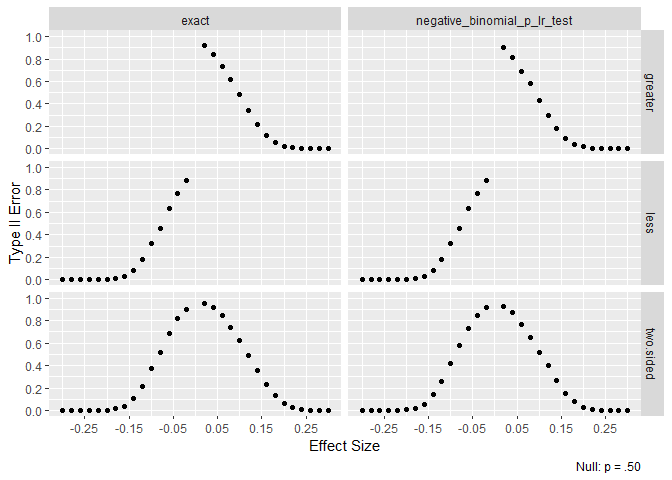 exact
negative_binomial_p_lr_test
Type II Error
1.0
0.8
0.6
0.4
0.2
0.0
greater
1.0
0.8
0.6
0.4
0.2
0.0
less
1.0
0.8
0.6
0.4
0.2
0.0
two.sided
-0.25 -0.15 -0.05 0.05 0.15 0.25
-0.25 -0.15 -0.05 0.05 0.15 0.25
Effect Size
Null: p = .50